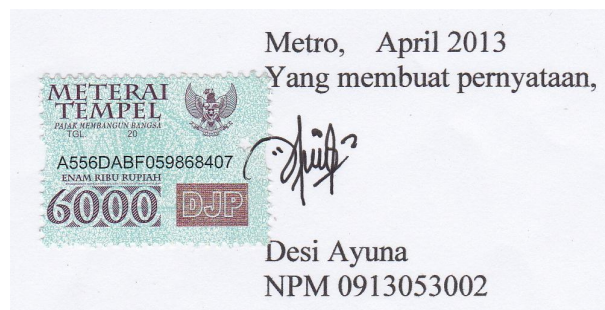 Metro, April 2013
Yang membuat pernyataan,
METERAI
TEMPEL
PAJAK MEMBANGUN BANGSA
TGL 20
A556DABF059868407
ENAM RIBU RUPIAH
6000 DJP
Desi Ayuna
NPM 0913053002